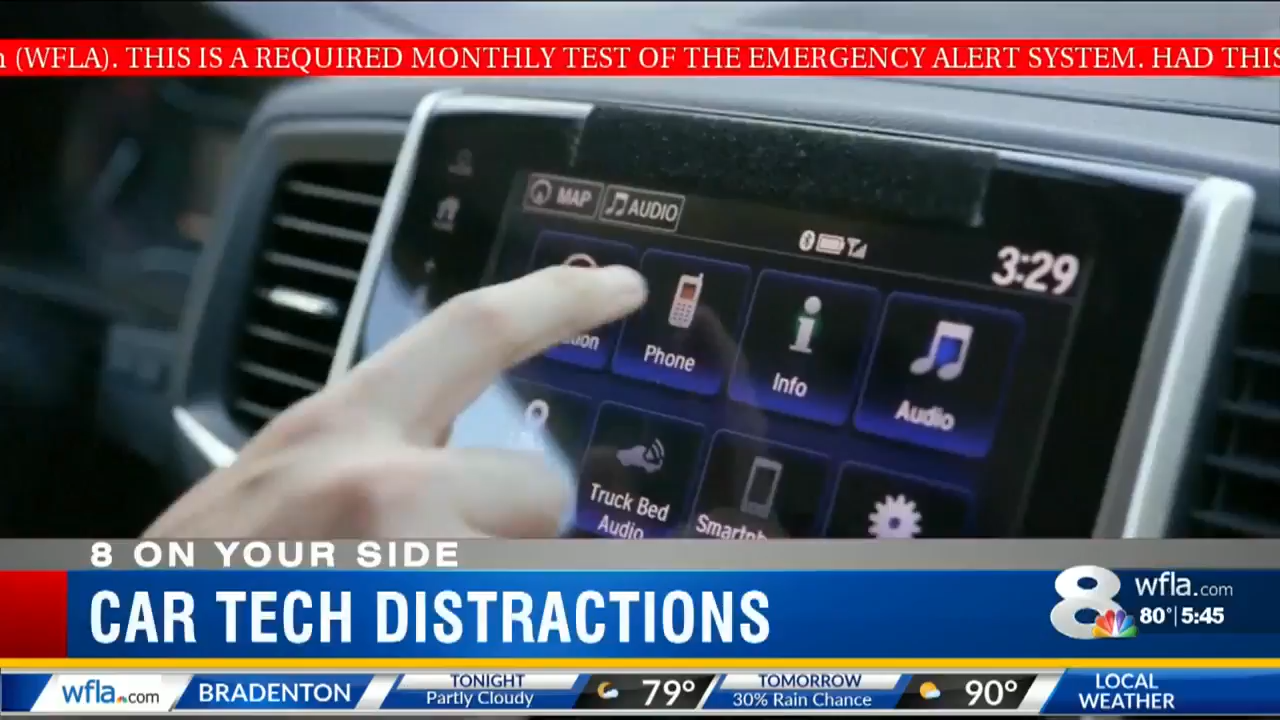 (WFLA). THIS IS A REQUIRED MONTHLY TEST OF THE EMERGENCY ALERT SYSTEM. HAD THIS
MAP AUDIO
3:29
Phone
Info
Audio
Truck Bed
Audio
8 ON YOUR SIDE
CAR TECH DISTRACTIONS
8 wfla.com
80° | 5:45
wfla.com BRADENTON
TONIGHT
Partly Cloudy
79°
TOMORROW
30% Rain Chance
90°
LOCAL
WEATHER